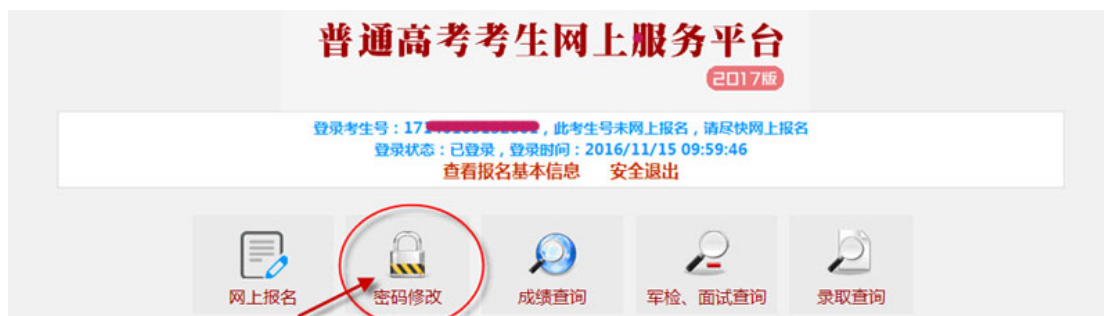 普通高考考生网上服务平台
2017版
登录考生号：17，此考生号未网上报名，请尽快网上报名
登录状态：已登录，登录时间：2016/11/15 09:59:46
查看报名基本信息 安全退出
网上报名 密码修改 成绩查询 军检、面试查询 录取查询